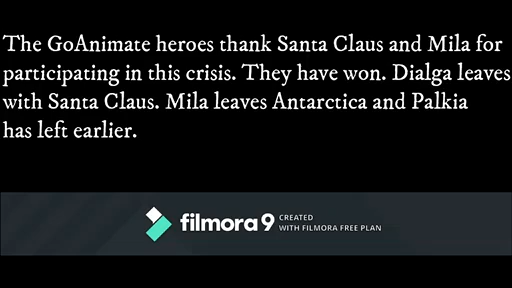 The GoAnimate heroes thank Santa Claus and Mila for
participating in this crisis. They have won. Dialga leaves
with Santa Claus. Mila leaves Antarctica and Palkia
has left earlier.
filmora9 CREATED
WITH FILMORA FREE PLAN